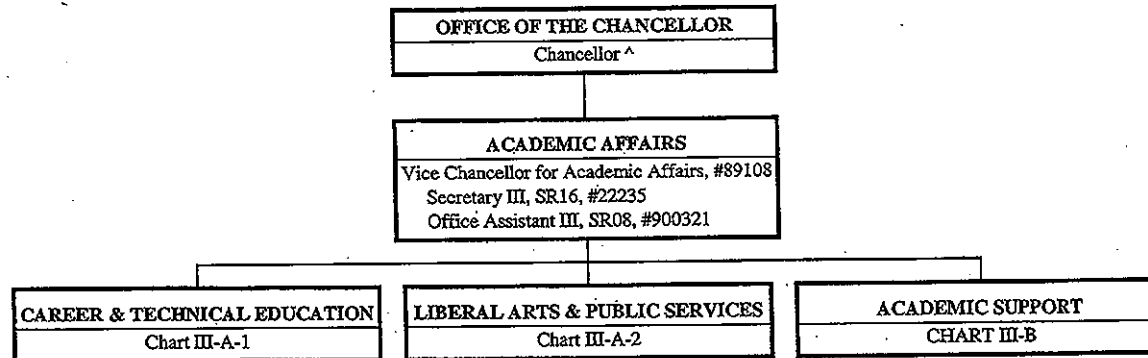 OFFICE OF THE CHANCELLOR
Chancellor ^
ACADEMIC AFFAIRS
Vice Chancellor for Academic Affairs, #89108
Secretary III, SR16, #22235
Office Assistant III, SR08, #900321
CAREER & TECHNICAL EDUCATION
Chart III-A-1
LIBERAL ARTS & PUBLIC SERVICES
Chart III-A-2
ACADEMIC SUPPORT
CHART III-B